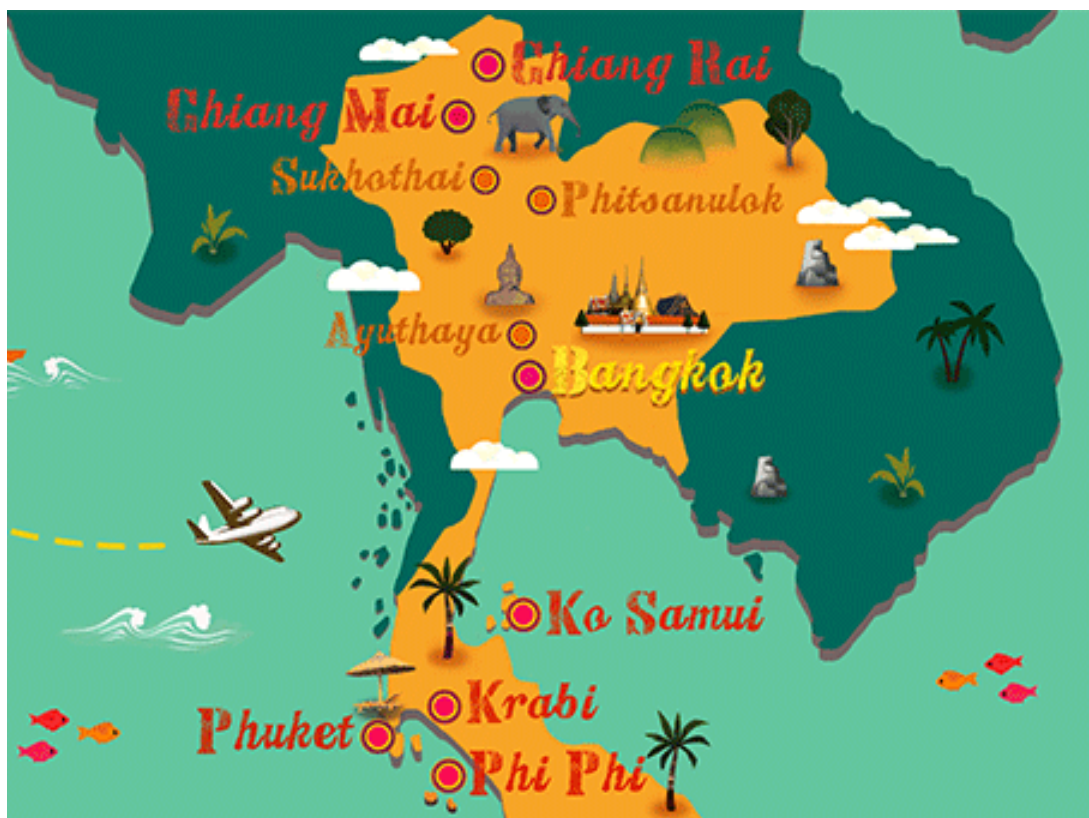 Chiang Rai
Chiang Mai
Sukhothai
Phitsanulok
Ayuthaya
Bangkok
Ko Samui
Krabi
Phuket
Phi Phi